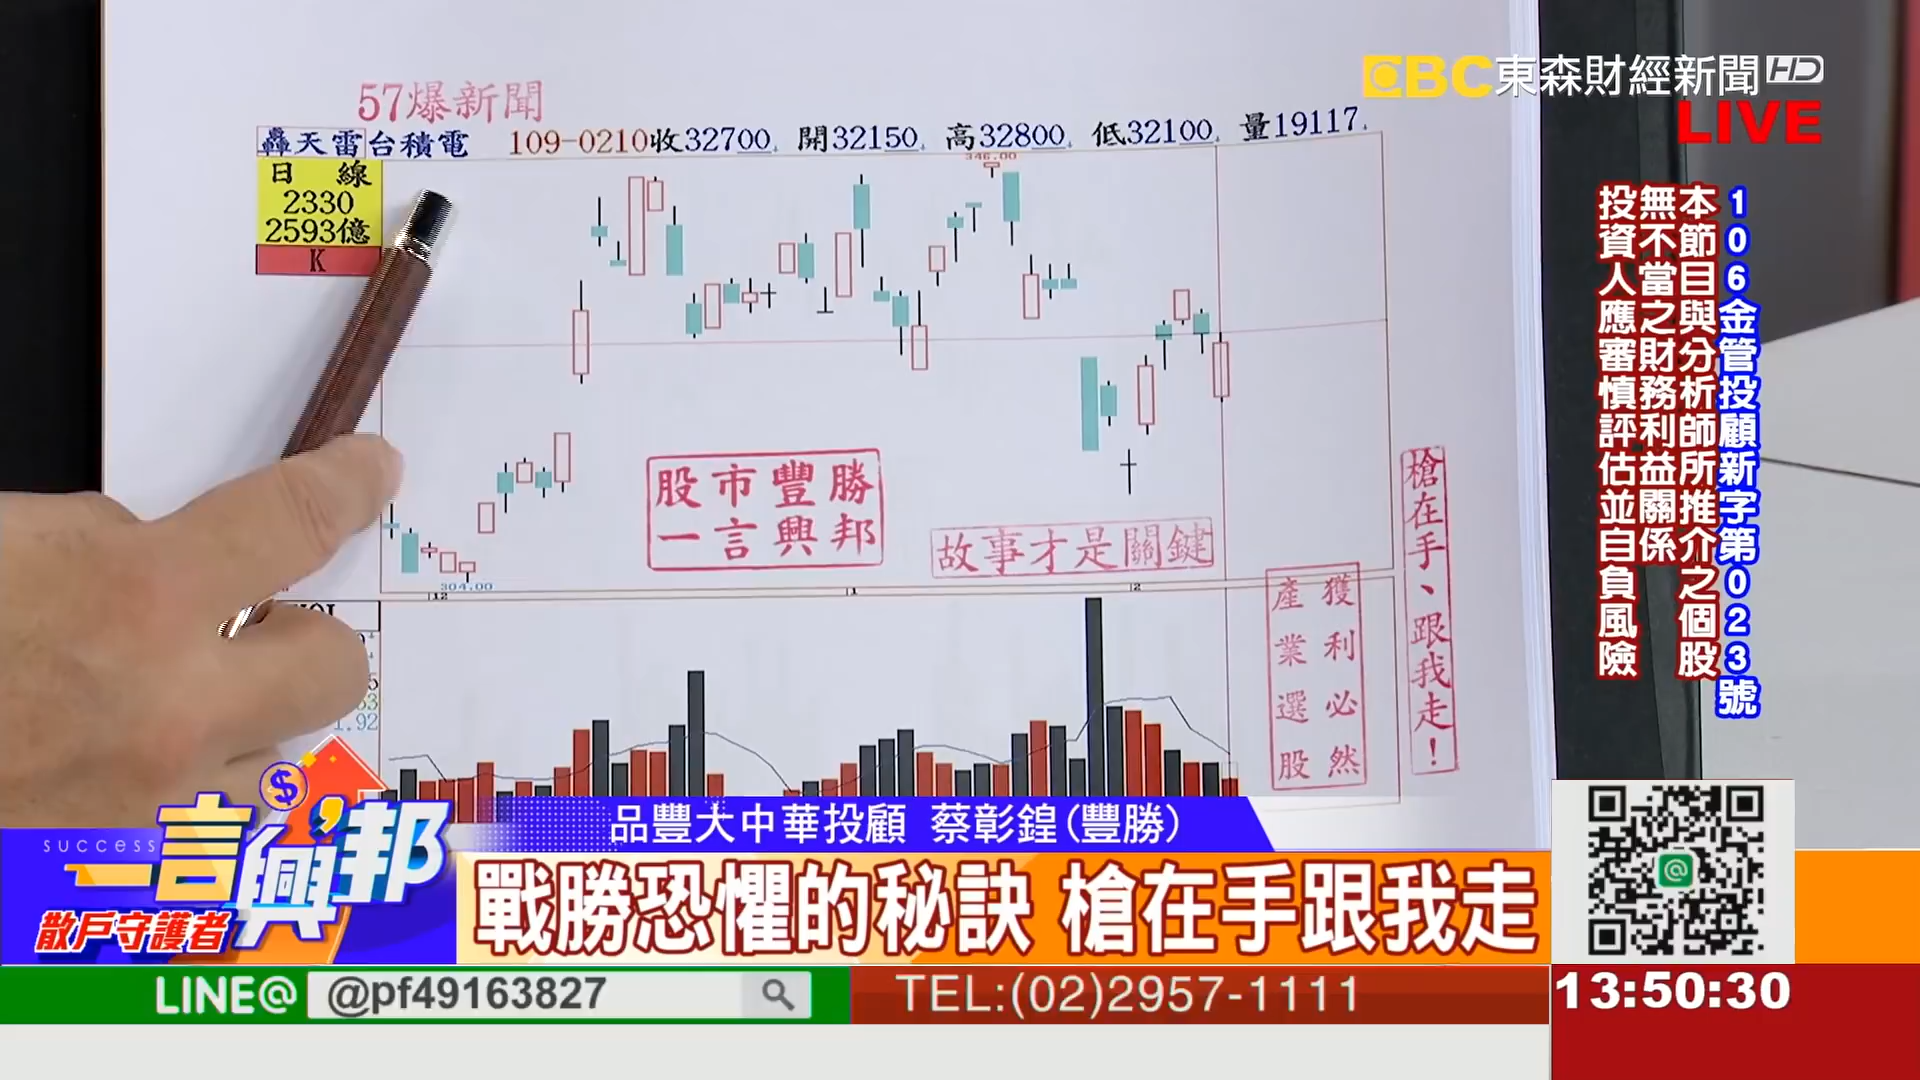 57爆新聞
EBC東森財經新聞HD
LIVE
轟天雷台積電 109-0210收32700 開32150 高32800 低32100 量19117
日 線
2330
2593億
K
346.00
304.00
12
1
2
股市豐勝
一言興邦
故事才是關鍵
獲利必然
產業選股
槍在手、跟我走!
106金管投顧新字第023號
本節目與分析師所推介之個股
無不當之財務利益關係
投資人應審慎評估並自負風險
1.92
品豐大中華投顧 蔡彰鍠(豐勝)
success
一言興邦
散戶守護者
戰勝恐懼的秘訣 槍在手跟我走
LINE@ @pf49163827
TEL:(02)2957-1111
13:50:30